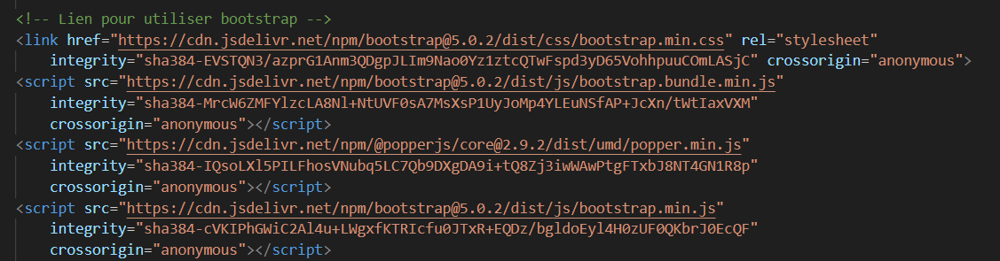 <!-- Lien pour utiliser bootstrap -->
<link href="https://cdn.jsdelivr.net/npm/bootstrap@5.0.2/dist/css/bootstrap.min.css" rel="stylesheet"
integrity="sha384-EVSTQN3/azprG1Anm3QDgpJLIm9Nao0Yz1ztcQTwFspd3yD65VohhpuuCOmLASjC" crossorigin="anonymous">
<script src="https://cdn.jsdelivr.net/npm/bootstrap@5.0.2/dist/js/bootstrap.bundle.min.js"
integrity="sha384-MrcW6ZMFYlzcLA8Nl+NtUVF0sA7MsXsP1UyJoMp4YLEuNSfAP+JcXn/tWtIaxVXM"
crossorigin="anonymous"></script>
<script src="https://cdn.jsdelivr.net/npm/@popperjs/core@2.9.2/dist/umd/popper.min.js"
integrity="sha384-IQsoLXl5PILFhosVNubq5LC7Qb9DXgDA9i+tQ8Zj3iwWAwPtgFTxbJ8NT4GN1R8p"
crossorigin="anonymous"></script>
<script src="https://cdn.jsdelivr.net/npm/bootstrap@5.0.2/dist/js/bootstrap.min.js"
integrity="sha384-cVKIPhGWiC2Al4u+LWgxfKTRIcfu0JTxR+EQDz/bgldoEyl4H0zUF0QKbrJ0EcQF"
crossorigin="anonymous"></script>